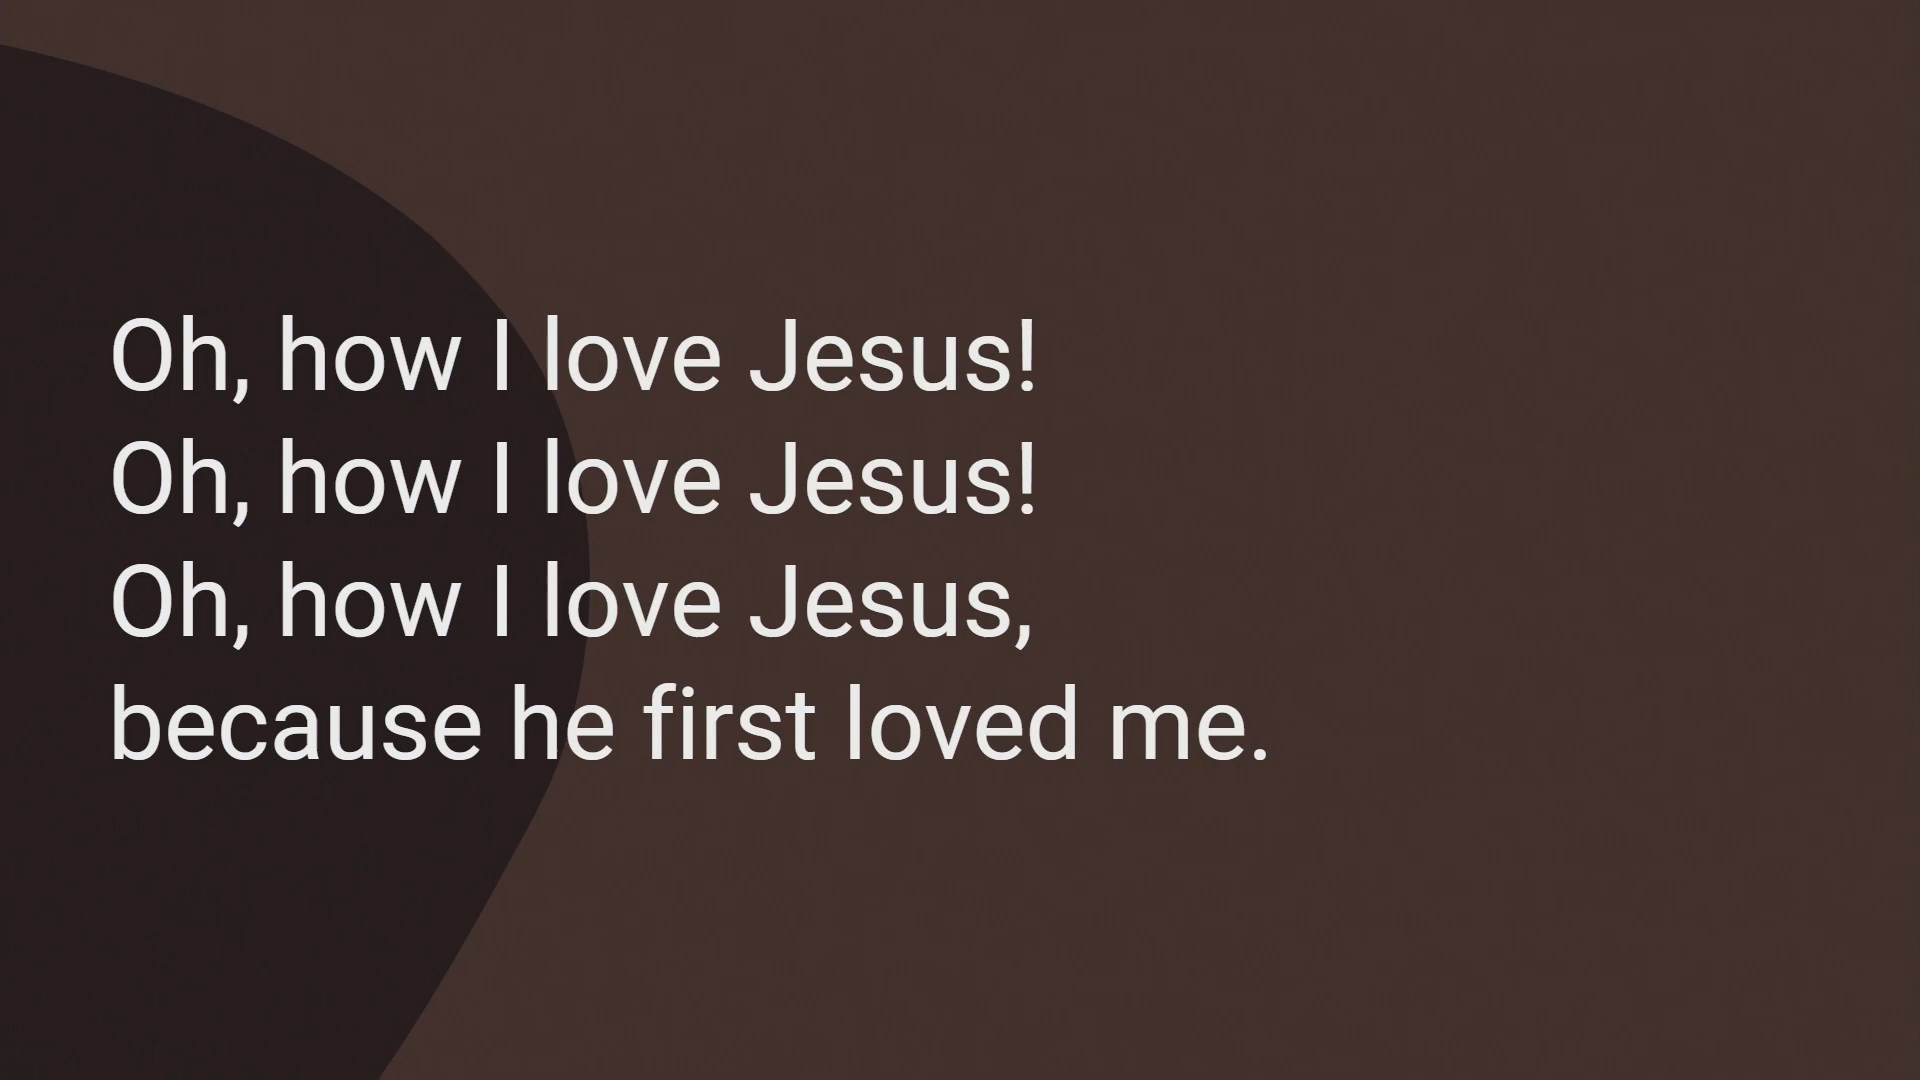 Oh, how I love Jesus!
Oh, how I love Jesus!
Oh, how I love Jesus,
because he first loved me.